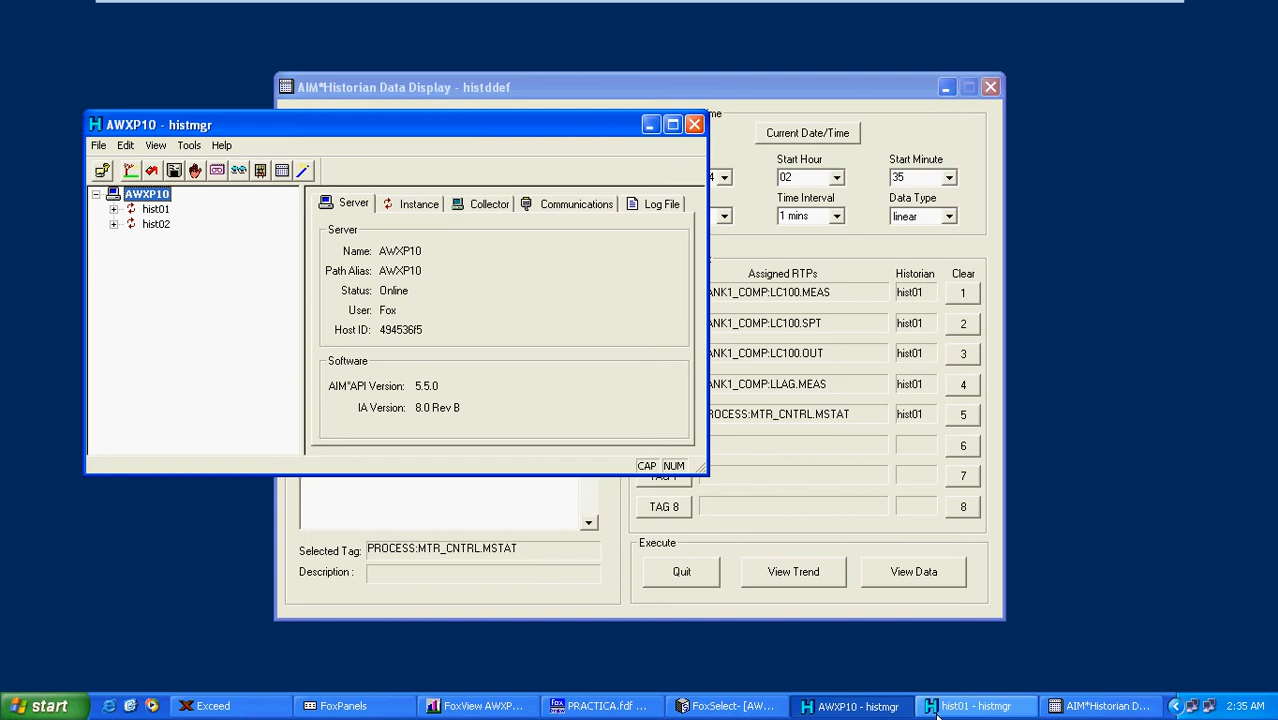 AIM*Historian Data Display - histddef
AWXP10 - histmgr
File Edit View Tools Help
AWXP10
hist01
hist02
Server Instance Collector Communications Log File
Server
Name: AWXP10
Path Alias: AWXP10
Status: Online
User: Fox
Host ID: 494536f5
Software
AIM*API Version: 5.5.0
IA Version: 8.0 Rev B
CAP NUM
Current Date/Time
Start Hour Start Minute
4 02 35
Time Interval Data Type
1 mins linear
Assigned RTPs Historian Clear
ANK1_COMP:LC100.MEAS hist01 1
ANK1_COMP:LC100.SPT hist01 2
ANK1_COMP:LC100.OUT hist01 3
ANK1_COMP:LLAG.MEAS hist01 4
ROCESS:MTR_CNTRL.MSTAT hist01 5
6
7
TAG 8 8
Selected Tag: PROCESS:MTR_CNTRL.MSTAT
Description :
Execute
Quit View Trend View Data
start Exceed FoxPanels FoxView AWXP... PRACTICA.fdf ... FoxSelect- [AW... AWXP10 - histmgr hist01 - histmgr AIM*Historian D... 2:35 AM